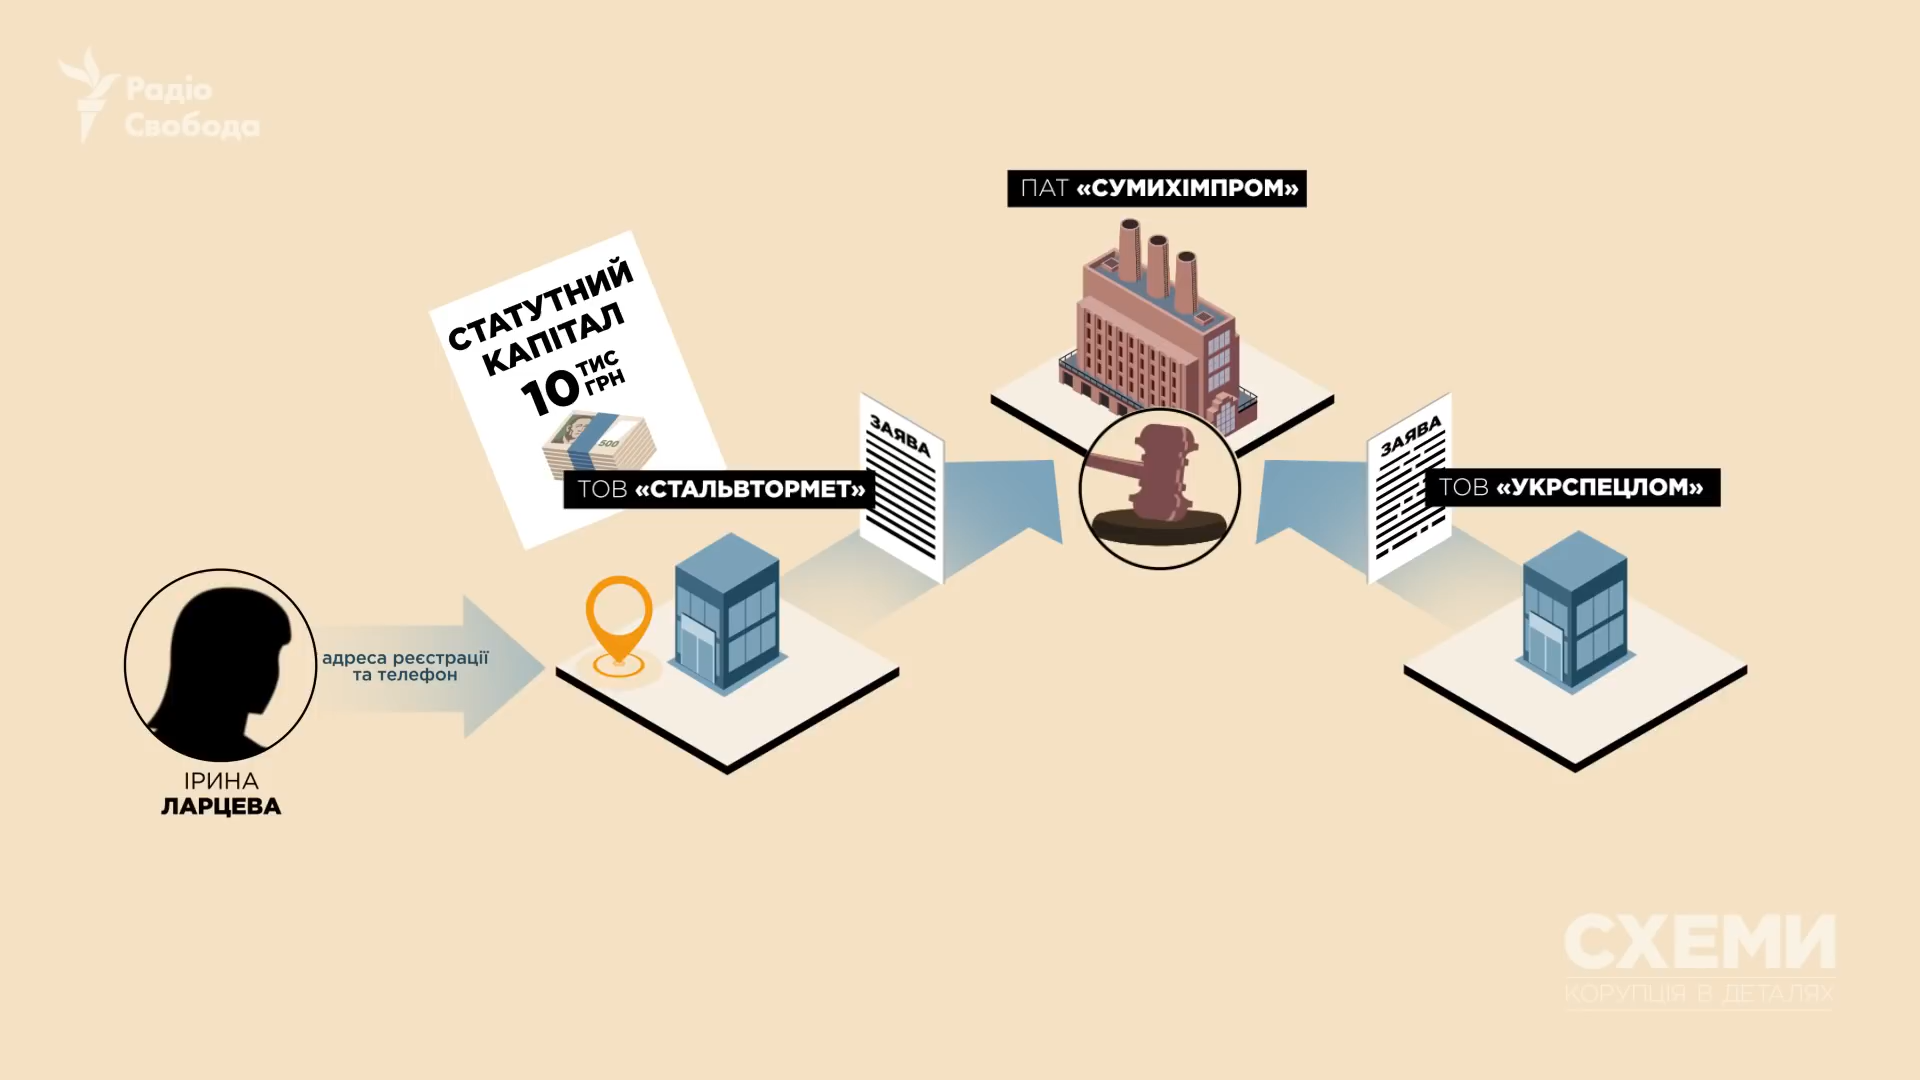 Радіо
Свобода
ПАТ «СУМИХІМПРОМ»
СТАТУТНИЙ
КАПІТАЛ
10 ТИС
ГРН
500
ЗАЯВА
ЗАЯВА
ТОВ «СТАЛЬВТОРМЕТ»
ТОВ «УКРСПЕЦЛОМ»
адреса реєстрації
та телефон
ІРИНА
ЛАРЦЕВА
СХЕМИ
КОРУПЦІЯ В ДЕТАЛЯХ